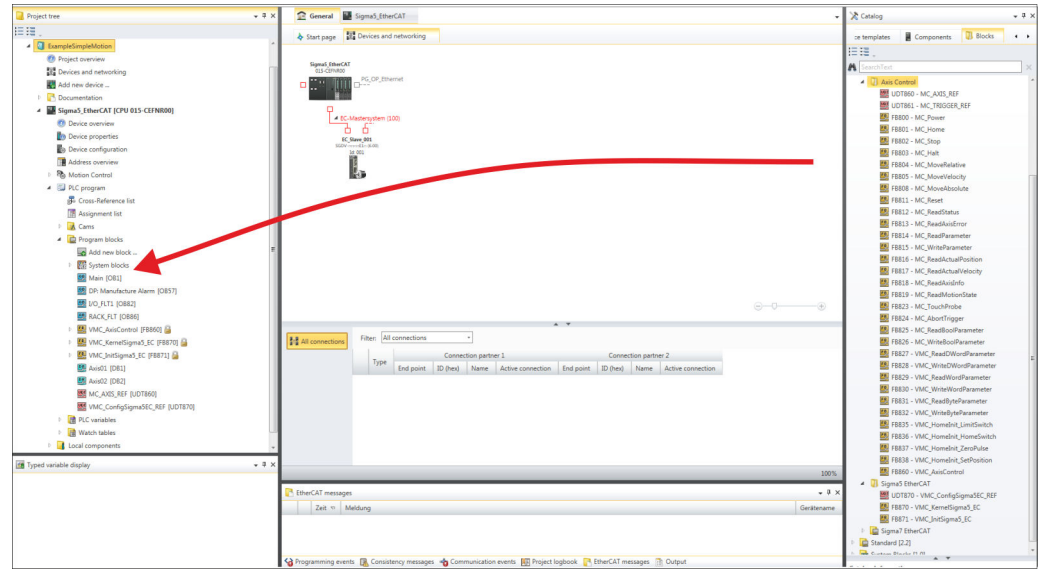 Project tree
ExampleSimpleMotion
Project overview
Devices and networking
Add new device ...
Documentation
Sigma5_EtherCAT [CPU 015-CEFNR00]
Device overview
Device properties
Device configuration
Address overview
Motion Control
PLC program
Cross-Reference list
Assignment list
Cams
Program blocks
Add new block ...
System blocks
Main [OB1]
DP: Manufacture Alarm [OB57]
I/O_FLT1 [OB82]
RACK_FLT [OB86]
VMC_AxisControl [FB860]
VMC_KernelSigma5_EC [FB870]
VMC_InitSigma5_EC [FB871]
Axis01 [DB1]
Axis02 [DB2]
MC_AXIS_REF [UDT860]
VMC_ConfigSigma5EC_REF [UDT870]
PLC variables
Watch tables
Local components
Typed variable display
General
Sigma5_EtherCAT
Start page
Devices and networking
Sigma5_EtherCAT
015-CEFNR00
PG_OP_Ethernet
EC-Mastersystem (100)
EC_Slave_001
All connections
Filter: All connections
Type
Connection partner 1
Connection partner 2
End point ID (hex) Name Active connection End point ID (hex) Name Active connection
100%
EtherCAT messages
Zeit Meldung Gerätename
Programming events Consistency messages Communication events Project logbook EtherCAT messages Output
Catalog
ce templates Components Blocks
SearchText
Axis Control
UDT860 - MC_AXIS_REF
UDT861 - MC_TRIGGER_REF
FB800 - MC_Power
FB801 - MC_Home
FB802 - MC_Stop
FB803 - MC_Halt
FB804 - MC_MoveRelative
FB805 - MC_MoveVelocity
FB808 - MC_MoveAbsolute
FB811 - MC_Reset
FB812 - MC_ReadStatus
FB813 - MC_ReadAxisError
FB814 - MC_ReadParameter
FB815 - MC_WriteParameter
FB816 - MC_ReadActualPosition
FB817 - MC_ReadActualVelocity
FB818 - MC_ReadAxisInfo
FB819 - MC_ReadMotionState
FB823 - MC_TouchProbe
FB824 - MC_AbortTrigger
FB825 - MC_ReadBoolParameter
FB826 - MC_WriteBoolParameter
FB827 - VMC_ReadDWordParameter
FB828 - VMC_WriteDWordParameter
FB829 - VMC_ReadWordParameter
FB830 - VMC_WriteWordParameter
FB831 - VMC_ReadByteParameter
FB832 - VMC_WriteByteParameter
FB835 - VMC_HomeInit_LimitSwitch
FB836 - VMC_HomeInit_HomeSwitch
FB837 - VMC_HomeInit_ZeroPulse
FB838 - VMC_HomeInit_SetPosition
FB860 - VMC_AxisControl
Sigma5 EtherCAT
UDT870 - VMC_ConfigSigma5EC_REF
FB870 - VMC_KernelSigma5_EC
FB871 - VMC_InitSigma5_EC
Sigma7 EtherCAT
Standard [2.2]